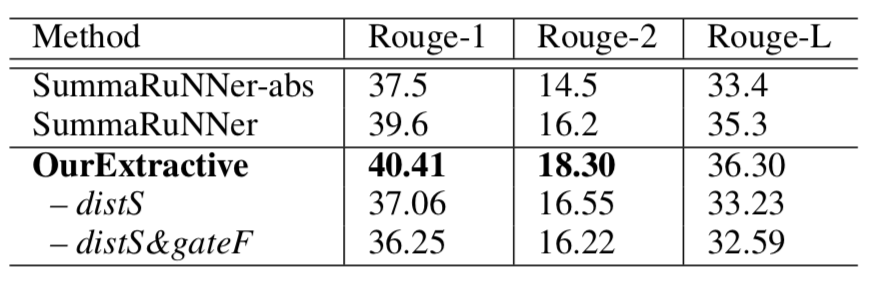 Method Rouge-1 Rouge-2 Rouge-L
SummaRuNNer-abs 37.5 14.5 33.4
SummaRuNNer 39.6 16.2 35.3
OurExtractive 40.41 18.30 36.30
– distS 37.06 16.55 33.23
– distS&gateF 36.25 16.22 32.59